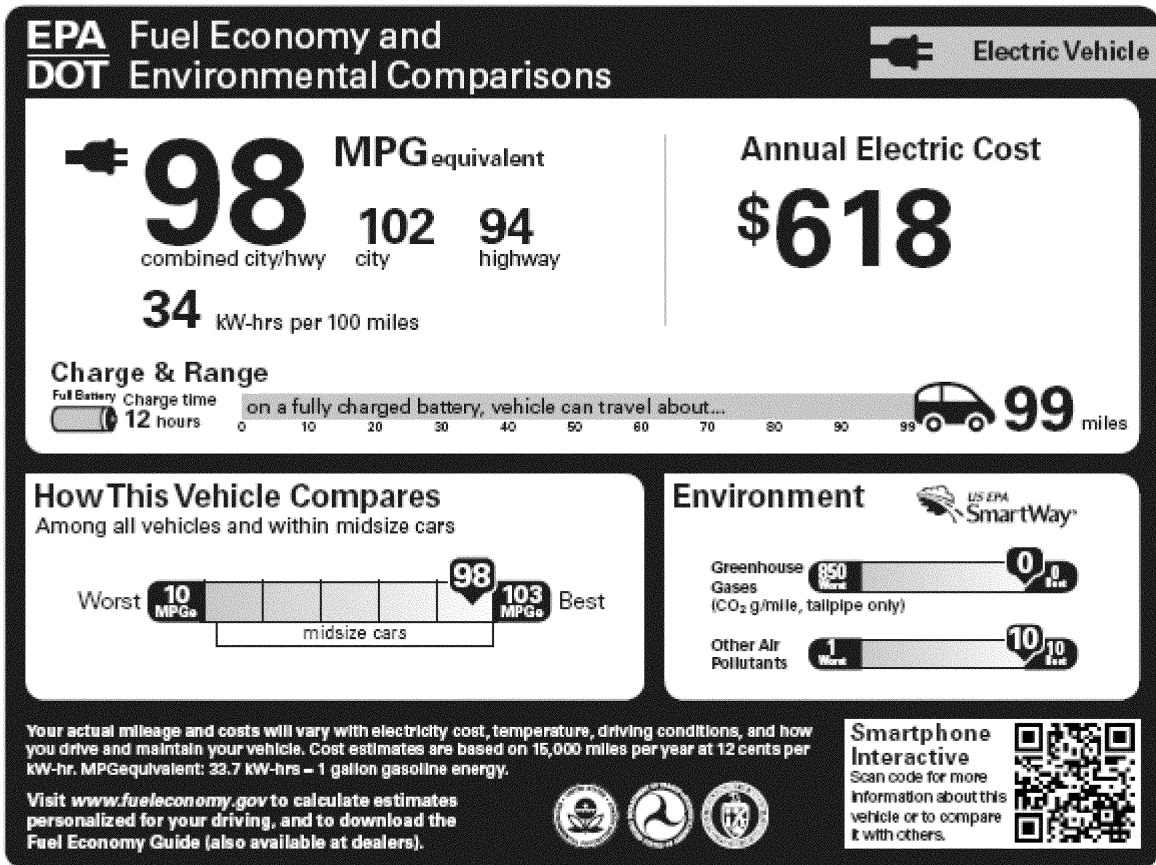 EPA
DOT
Fuel Economy and
Environmental Comparisons
Electric Vehicle
98
combined city/hwy
MPGequivalent
102
city
94
highway
34 kW-hrs per 100 miles
Annual Electric Cost
$618
Charge & Range
Full Battery
Charge time
12 hours
on a fully charged battery, vehicle can travel about...
0 10 20 30 40 50 60 70 80 90 99
99 miles
How This Vehicle Compares
Among all vehicles and within midsize cars
Worst
10
MPGe
98
103
MPGe
Best
midsize cars
Environment
US EPA
SmartWay
Greenhouse
Gases
(CO₂ g/mile, tailpipe only)
850
Worst
0
0
Best
Other Air
Pollutants
1
Worst
10
10
Best
Your actual mileage and costs will vary with electricity cost, temperature, driving conditions, and how
you drive and maintain your vehicle. Cost estimates are based on 15,000 miles per year at 12 cents per
kW-hr. MPGequivalent: 33.7 kW-hrs = 1 gallon gasoline energy.
Visit www.fueleconomy.gov to calculate estimates
personalized for your driving, and to download the
Fuel Economy Guide (also available at dealers).
Smartphone
Interactive
Scan code for more
information about this
vehicle or to compare
it with others.